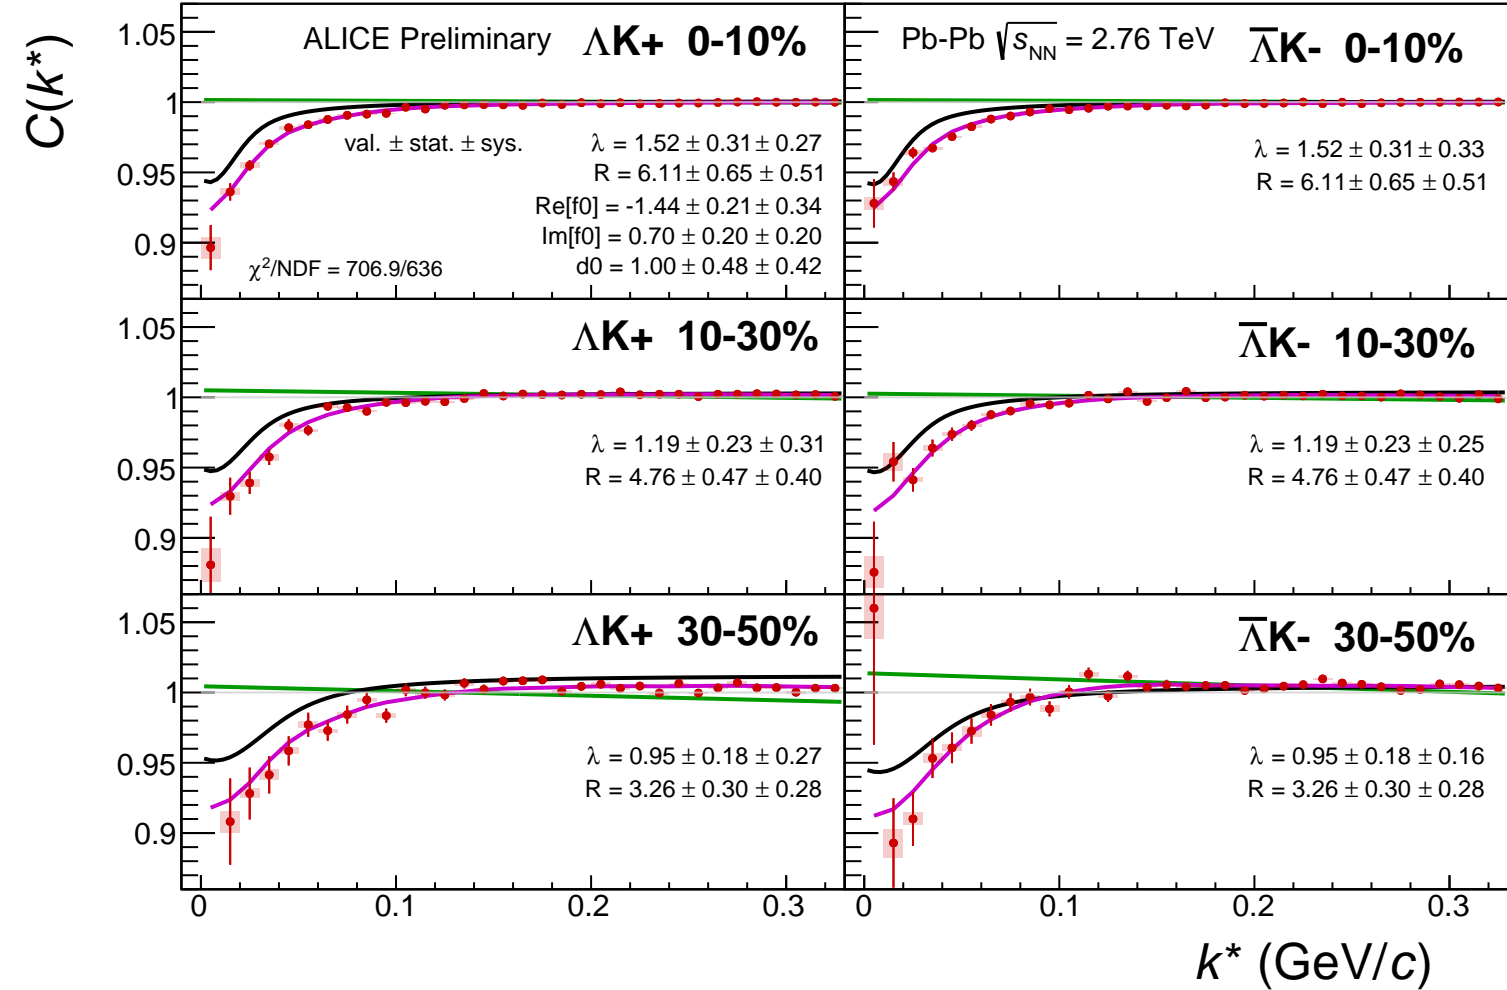 C(k*)
ALICE Preliminary ΛK+ 0-10%
val. ± stat. ± sys.
λ = 1.52 ± 0.31 ± 0.27
R = 6.11 ± 0.65 ± 0.51
Re[f0] = -1.44 ± 0.21 ± 0.34
Im[f0] = 0.70 ± 0.20 ± 0.20
χ²/NDF = 706.9/636
d0 = 1.00 ± 0.48 ± 0.42
1.05
1
0.95
0.9
Pb-Pb √s_NN = 2.76 TeV Λ̅K- 0-10%
λ = 1.52 ± 0.31 ± 0.33
R = 6.11 ± 0.65 ± 0.51
ΛK+ 10-30%
λ = 1.19 ± 0.23 ± 0.31
R = 4.76 ± 0.47 ± 0.40
1.05
1
0.95
0.9
Λ̅K- 10-30%
λ = 1.19 ± 0.23 ± 0.25
R = 4.76 ± 0.47 ± 0.40
ΛK+ 30-50%
λ = 0.95 ± 0.18 ± 0.27
R = 3.26 ± 0.30 ± 0.28
1.05
1
0.95
0.9
Λ̅K- 30-50%
λ = 0.95 ± 0.18 ± 0.16
R = 3.26 ± 0.30 ± 0.28
0 0.1 0.2 0.3
0 0.1 0.2 0.3
k* (GeV/c)